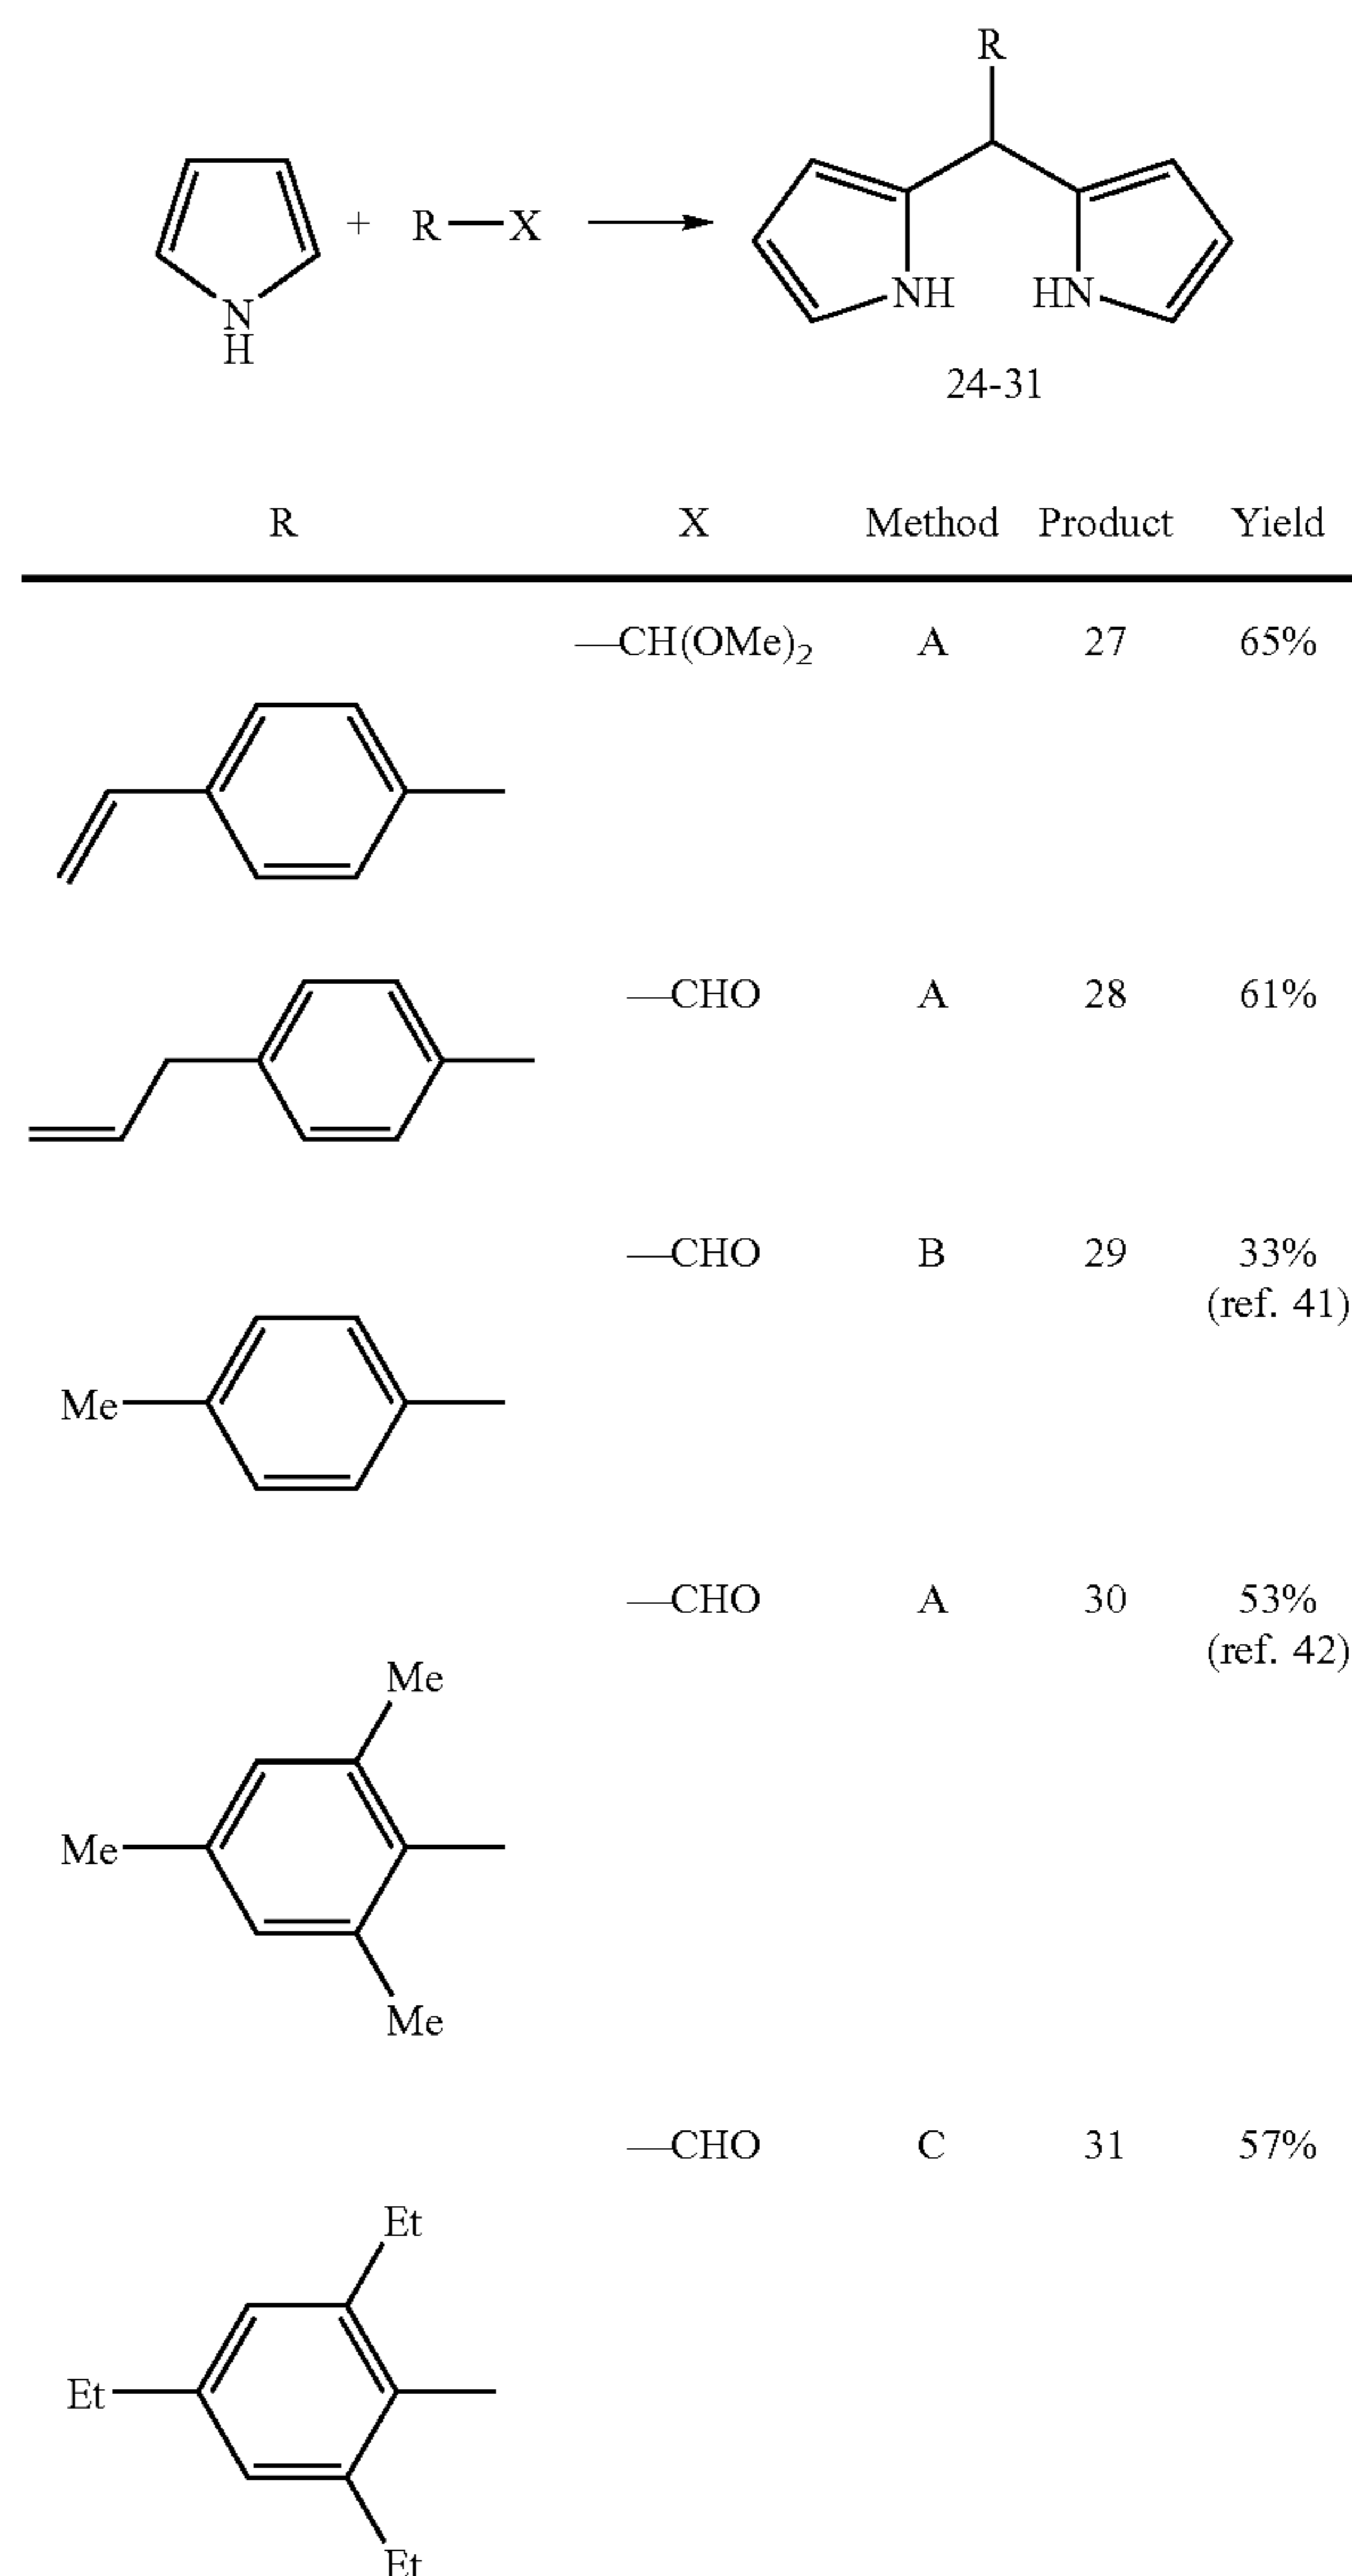 R
+ R—X
N
H
NH HN
24-31
R X Method Product Yield
—CH(OMe)₂ A 27 65%
—CHO A 28 61%
—CHO B 29 33%
(ref. 41)
Me
—CHO A 30 53%
(ref. 42)
Me
Me
Me
—CHO C 31 57%
Et
Et
Et